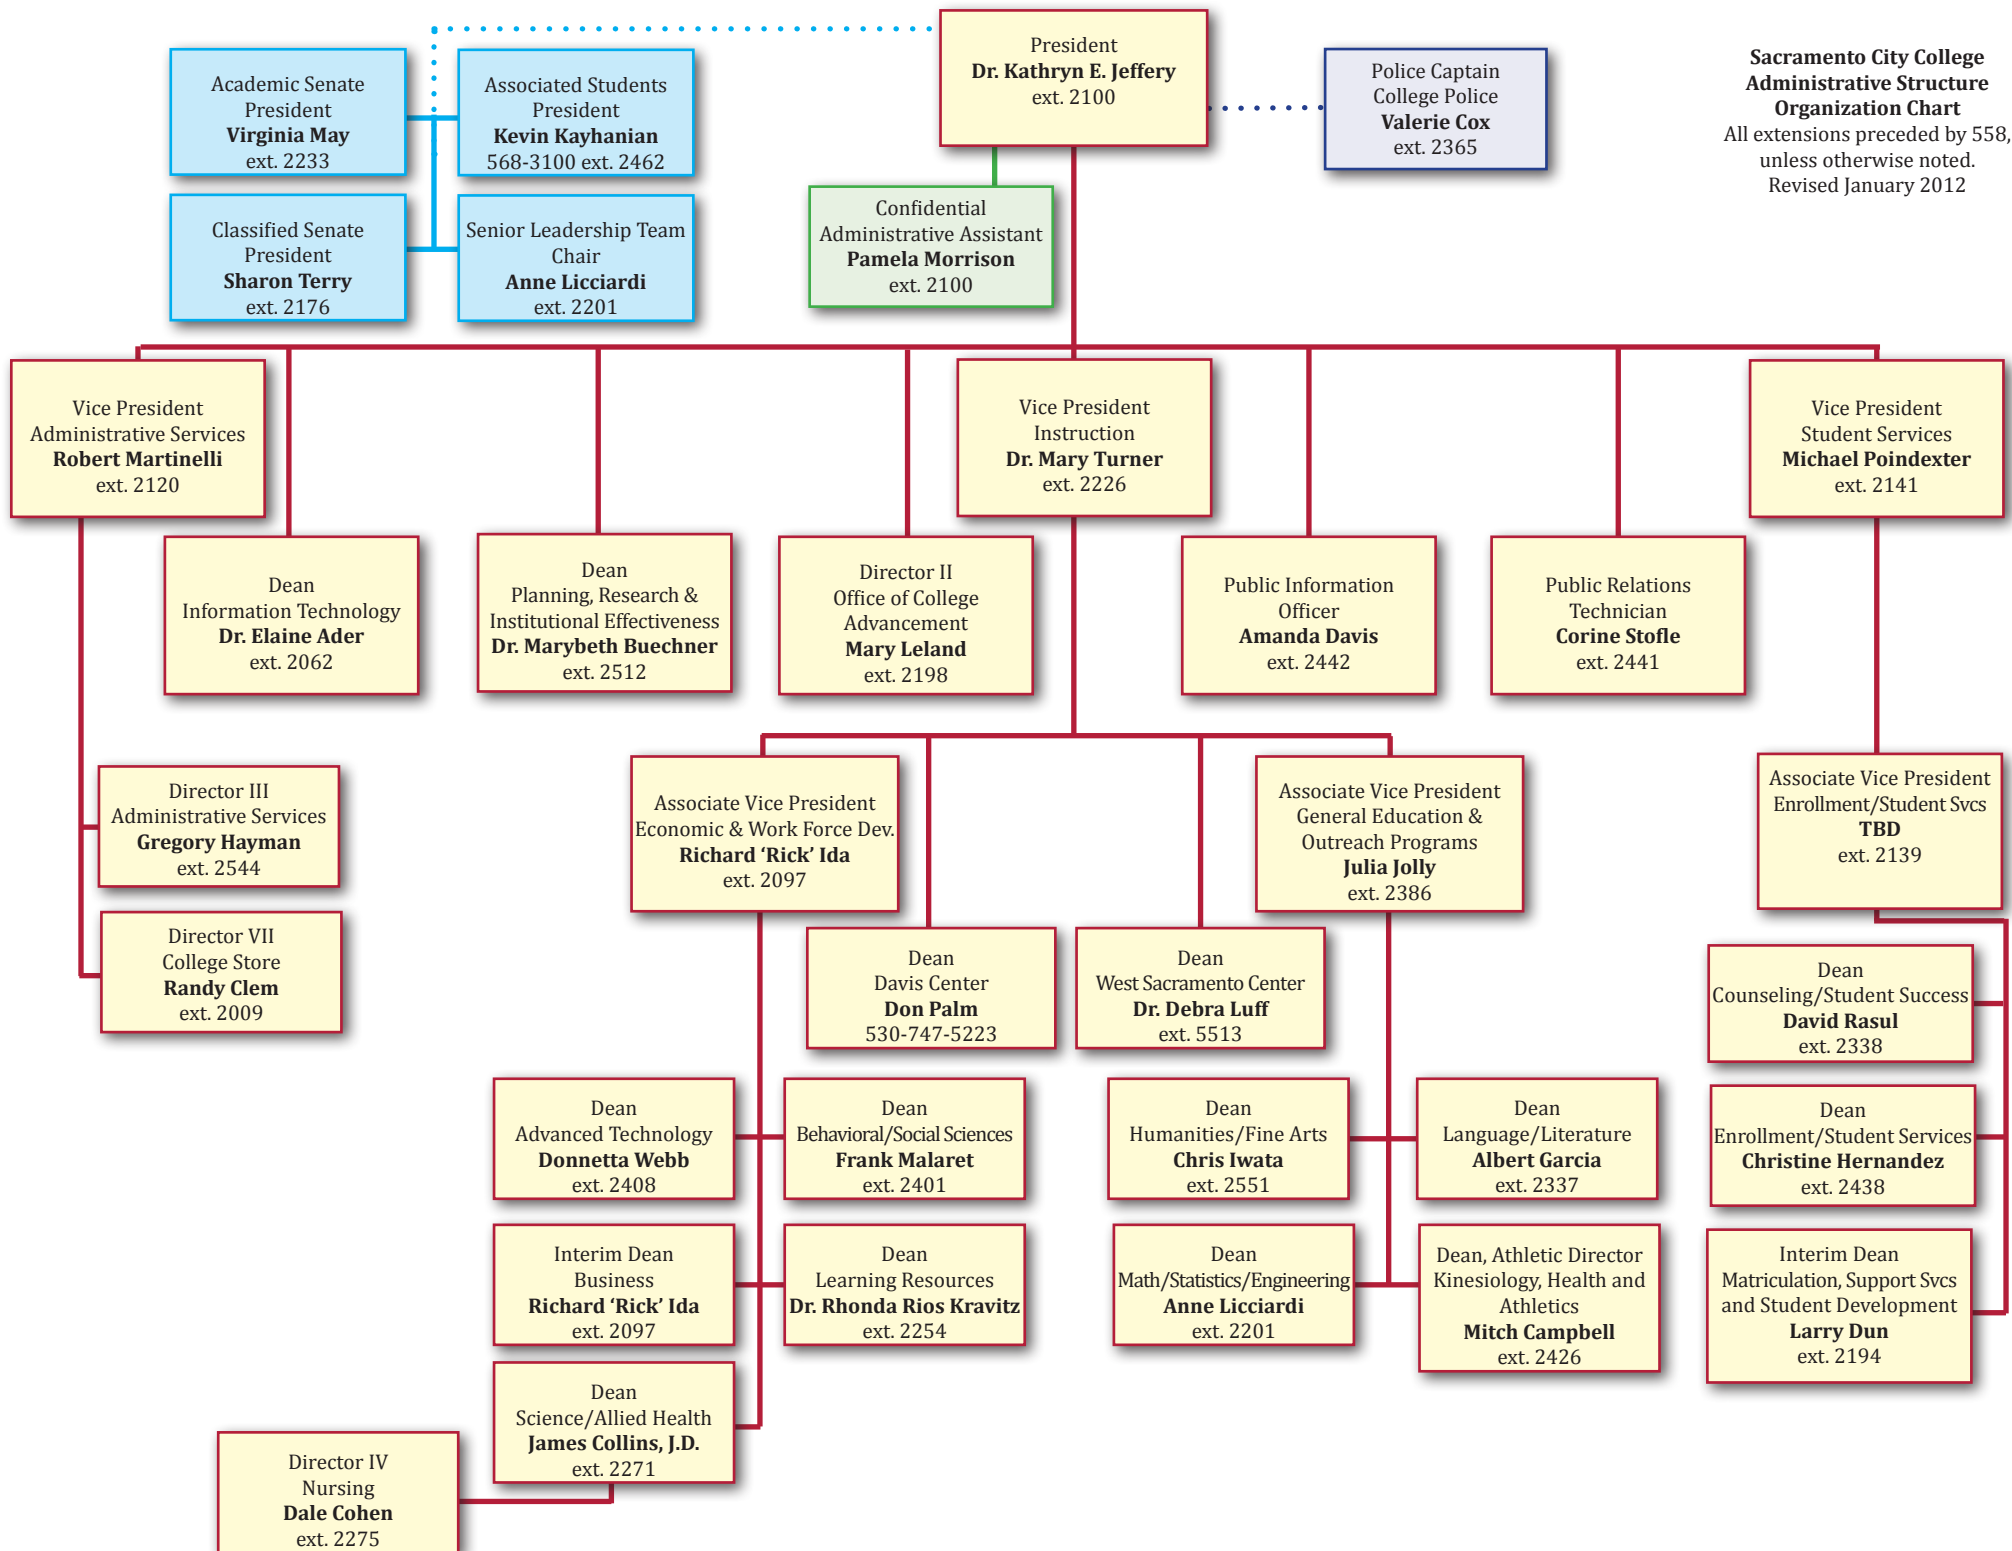 President
Dr. Kathryn E. Jeffery
ext. 2100
Academic Senate
President
Virginia May
ext. 2233
Associated Students
President
Kevin Kayhanian
568-3100 ext. 2462
Police Captain
College Police
Valerie Cox
ext. 2365
Sacramento City College
Administrative Structure
Organization Chart
All extensions preceded by 558,
unless otherwise noted.
Revised January 2012
Classified Senate
President
Sharon Terry
ext. 2176
Senior Leadership Team
Chair
Anne Licciardi
ext. 2201
Confidential
Administrative Assistant
Pamela Morrison
ext. 2100
Vice President
Administrative Services
Robert Martinelli
ext. 2120
Vice President
Instruction
Dr. Mary Turner
ext. 2226
Vice President
Student Services
Michael Poindexter
ext. 2141
Dean
Information Technology
Dr. Elaine Ader
ext. 2062
Dean
Planning, Research &
Institutional Effectiveness
Dr. Marybeth Buechner
ext. 2512
Director II
Office of College
Advancement
Mary Leland
ext. 2198
Public Information
Officer
Amanda Davis
ext. 2442
Public Relations
Technician
Corine Stofle
ext. 2441
Director III
Administrative Services
Gregory Hayman
ext. 2544
Associate Vice President
Economic & Work Force Dev.
Richard ‘Rick’ Ida
ext. 2097
Associate Vice President
General Education &
Outreach Programs
Julia Jolly
ext. 2386
Associate Vice President
Enrollment/Student Svcs
TBD
ext. 2139
Director VII
College Store
Randy Clem
ext. 2009
Dean
Davis Center
Don Palm
530-747-5223
Dean
West Sacramento Center
Dr. Debra Luff
ext. 5513
Dean
Counseling/Student Success
David Rasul
ext. 2338
Dean
Advanced Technology
Donnetta Webb
ext. 2408
Dean
Behavioral/Social Sciences
Frank Malaret
ext. 2401
Dean
Humanities/Fine Arts
Chris Iwata
ext. 2551
Dean
Language/Literature
Albert Garcia
ext. 2337
Dean
Enrollment/Student Services
Christine Hernandez
ext. 2438
Interim Dean
Business
Richard ‘Rick’ Ida
ext. 2097
Dean
Learning Resources
Dr. Rhonda Rios Kravitz
ext. 2254
Dean
Math/Statistics/Engineering
Anne Licciardi
ext. 2201
Dean, Athletic Director
Kinesiology, Health and
Athletics
Mitch Campbell
ext. 2426
Interim Dean
Matriculation, Support Svcs
and Student Development
Larry Dun
ext. 2194
Dean
Science/Allied Health
James Collins, J.D.
ext. 2271
Director IV
Nursing
Dale Cohen
ext. 2275